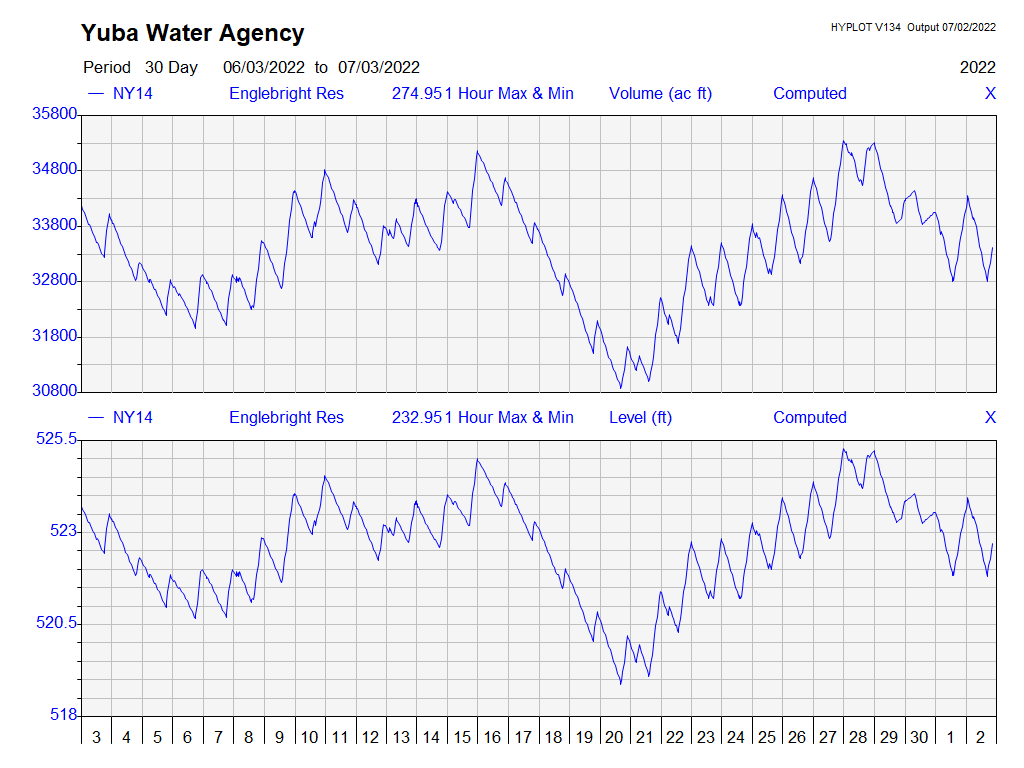 Yuba Water Agency
HYPLOT V134 Output 07/02/2022
Period 30 Day 06/03/2022 to 07/03/2022 2022
NY14 Englebright Res 274.951 Hour Max & Min Volume (ac ft) Computed X
35800
34800
33800
32800
31800
30800
NY14 Englebright Res 232.951 Hour Max & Min Level (ft) Computed X
525.5
523
520.5
518
3 4 5 6 7 8 9 10 11 12 13 14 15 16 17 18 19 20 21 22 23 24 25 26 27 28 29 30 1 2